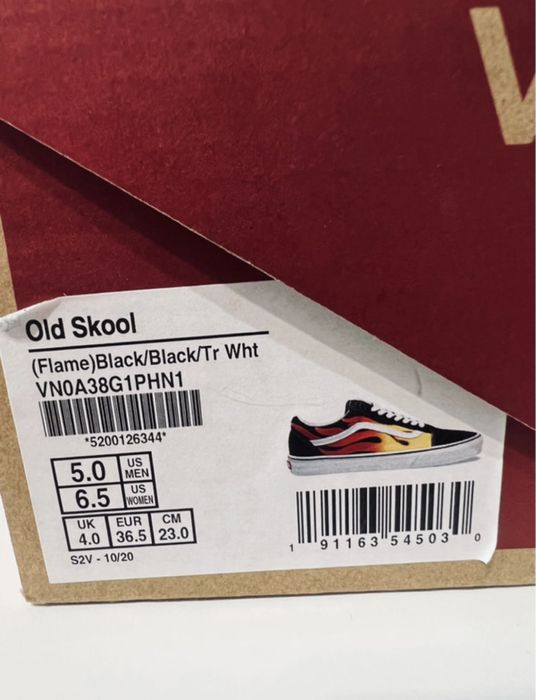 V
Old Skool
(Flame)Black/Black/Tr Wht
VN0A38G1PHN1
*5200126344*
5.0 US MEN
6.5 US WOMEN
UK 4.0 EUR 36.5 CM 23.0
S2V - 10/20
1 91163 54503 0